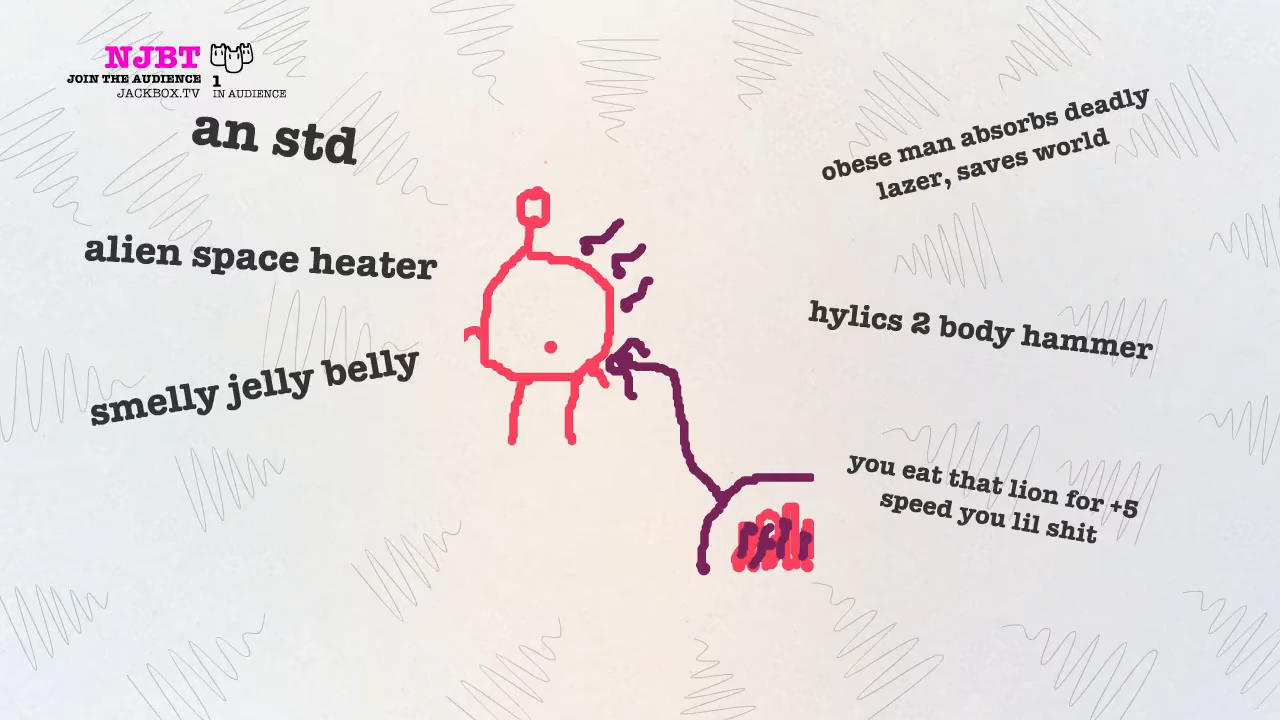 NJBT
JOIN THE AUDIENCE
JACKBOX.TV
1
IN AUDIENCE
an std
alien space heater
smelly jelly belly
obese man absorbs deadly
lazer, saves world
hylics 2 body hammer
you eat that lion for +5
speed you lil shit